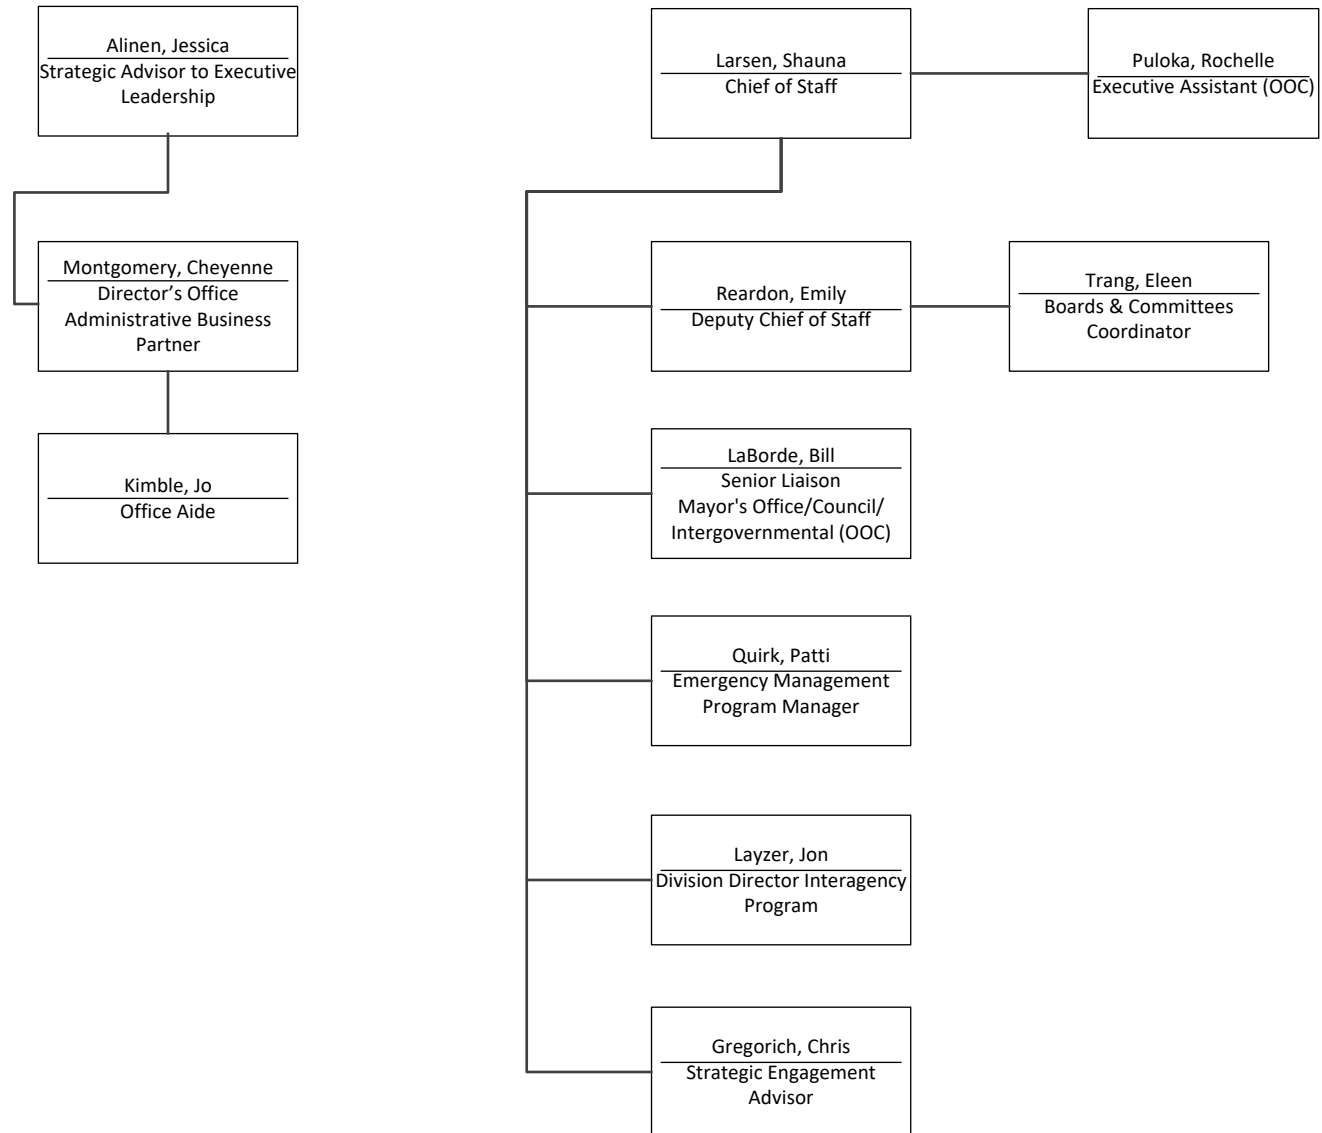 Alinen, Jessica
Strategic Advisor to Executive
Leadership
Larsen, Shauna
Chief of Staff
Puloka, Rochelle
Executive Assistant (OOC)
Montgomery, Cheyenne
Director’s Office
Administrative Business
Partner
Reardon, Emily
Deputy Chief of Staff
Trang, Eleen
Boards & Committees
Coordinator
Kimble, Jo
Office Aide
LaBorde, Bill
Senior Liaison
Mayor's Office/Council/
Intergovernmental (OOC)
Quirk, Patti
Emergency Management
Program Manager
Layzer, Jon
Division Director Interagency
Program
Gregorich, Chris
Strategic Engagement
Advisor